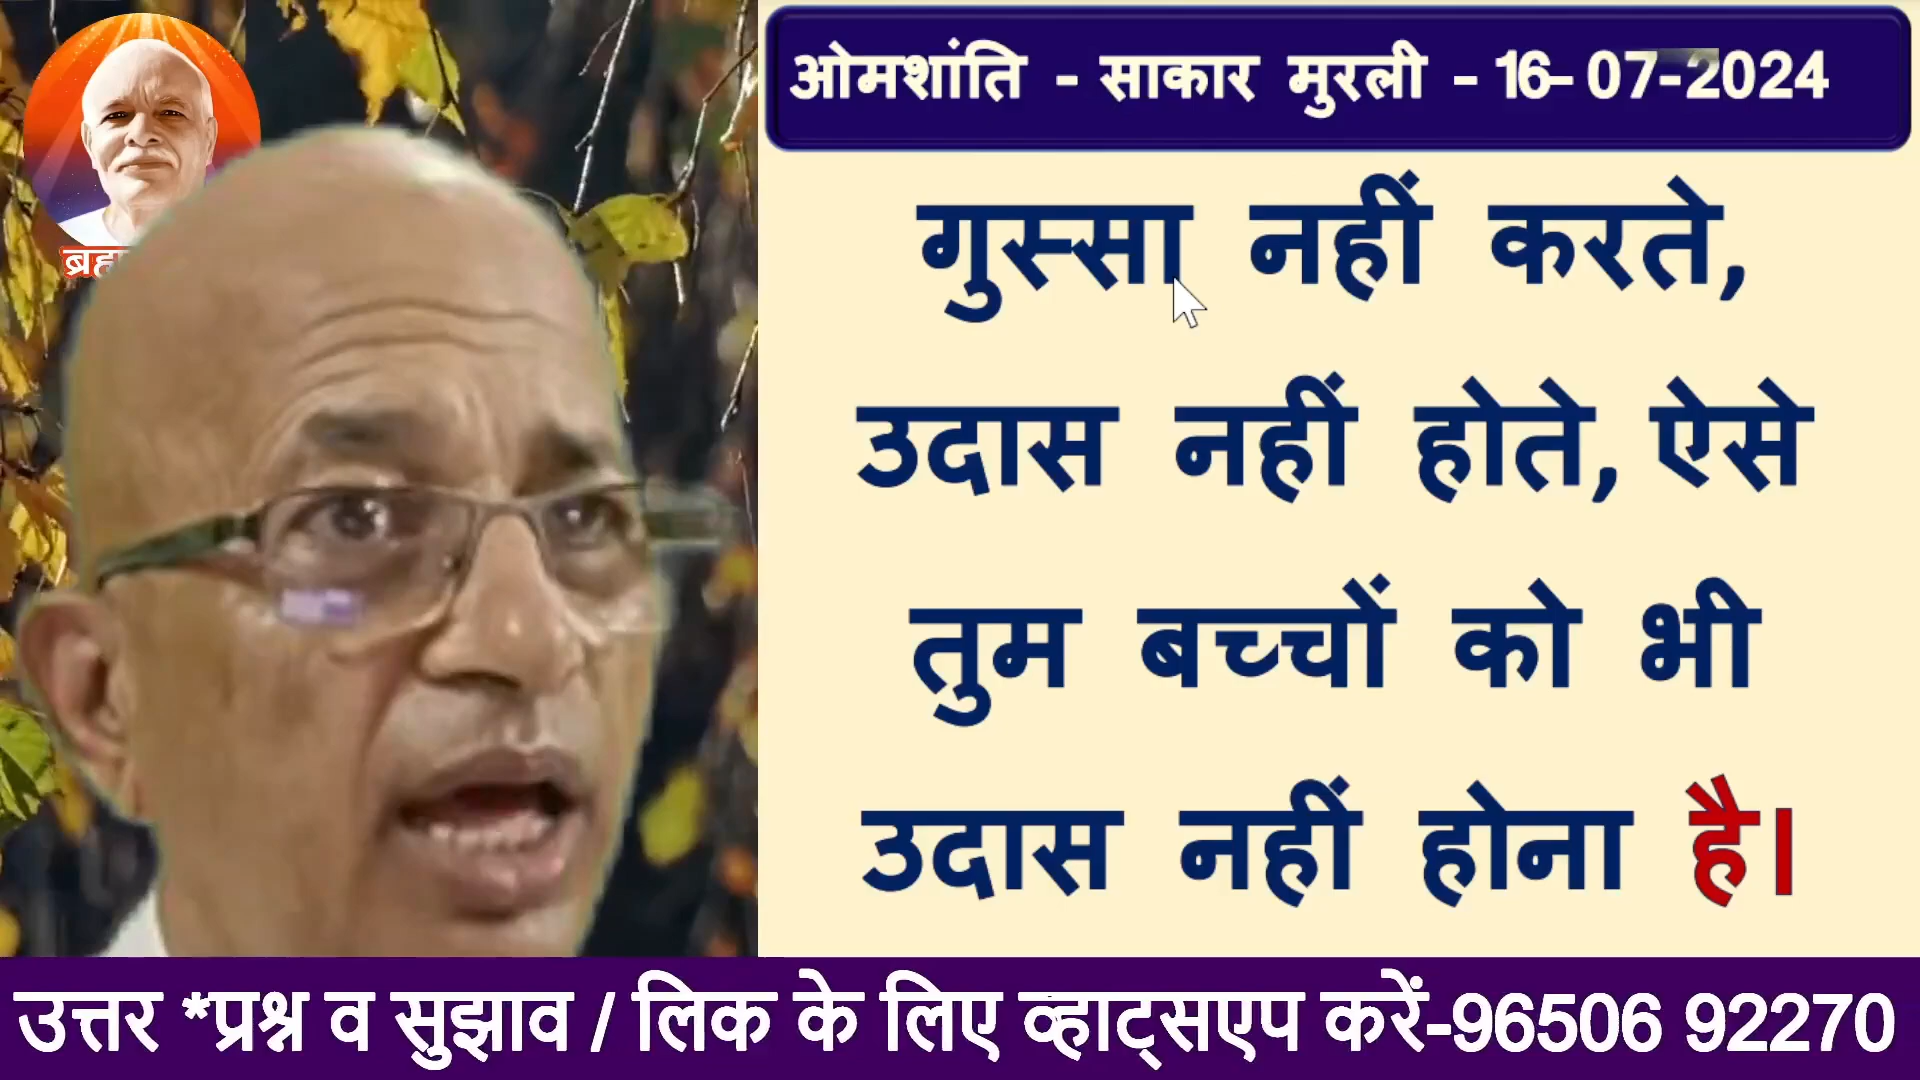 ओमशांति - साकार मुरली - 16- 07-2024
गुस्सा नहीं करते,
उदास नहीं होते, ऐसे
तुम बच्चों को भी
उदास नहीं होना है।
उत्तर *प्रश्न व सुझाव / लिक के लिए व्हाट्सएप करें-96506 92270